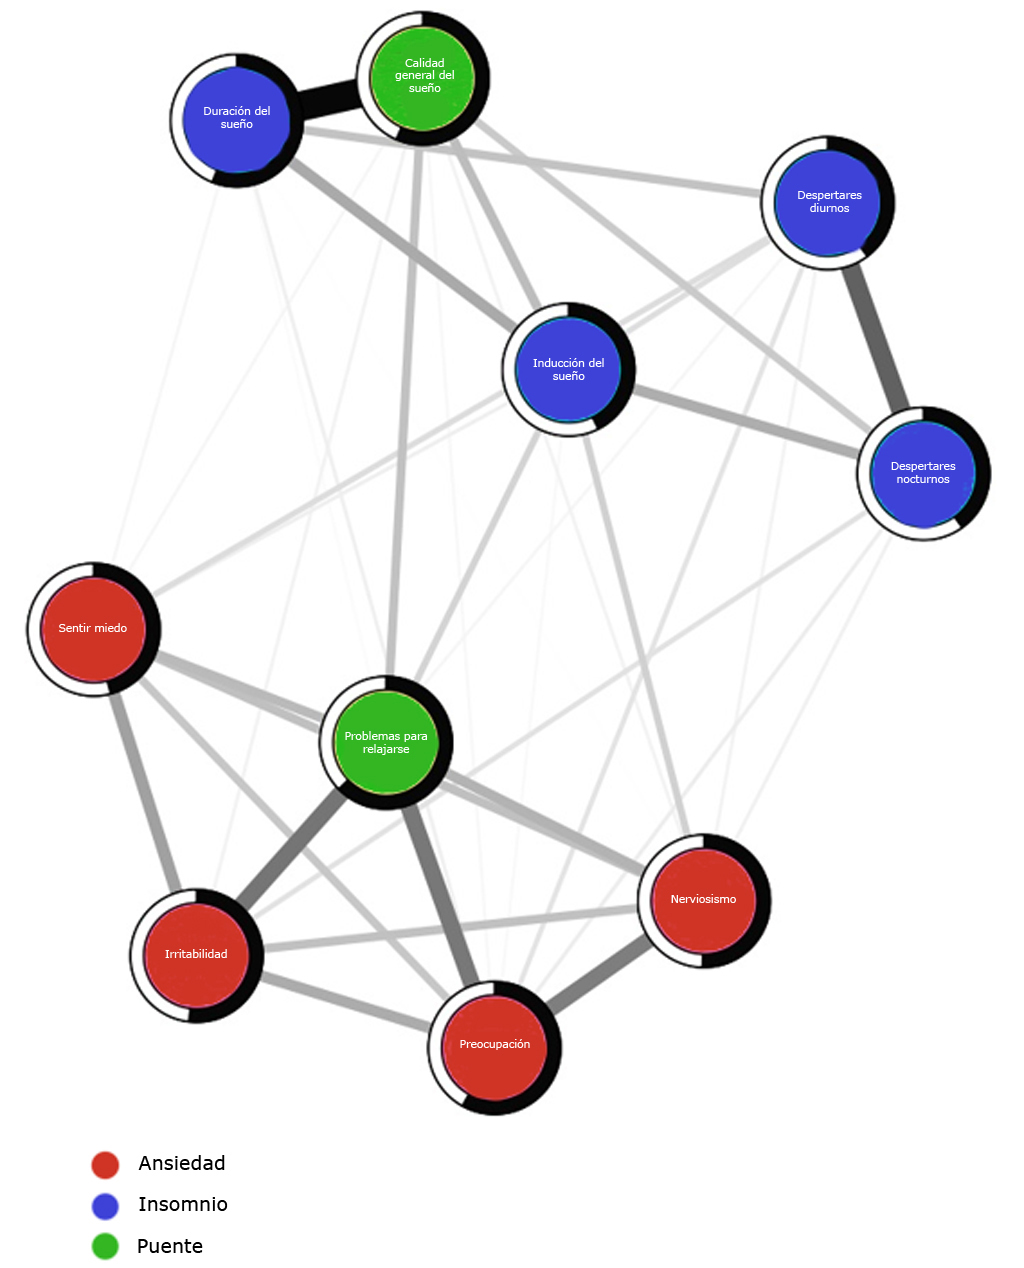 Calidad
general del
sueño
Duración del
sueño
Despertares
diurnos
Inducción del
sueño
Despertares
nocturnos
Sentir miedo
Problemas para
relajarse
Nerviosismo
Irritabilidad
Preocupación
Ansiedad
Insomnio
Puente